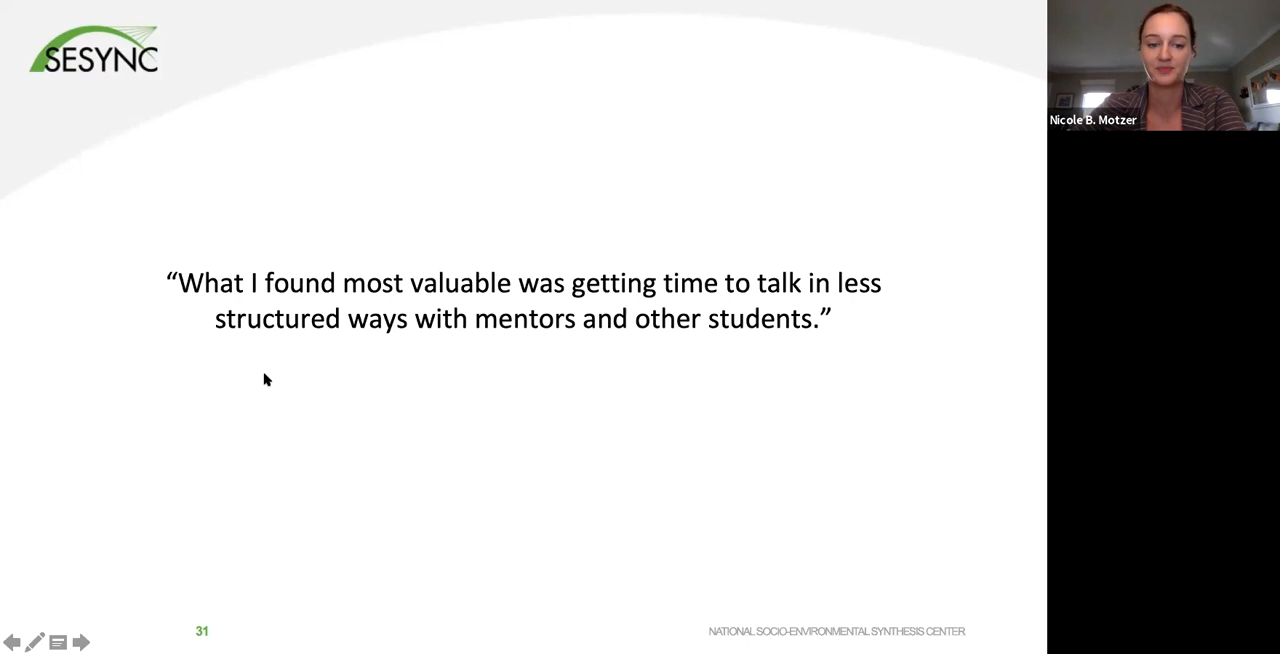 SESYNC
Nicole B. Motzer
“What I found most valuable was getting time to talk in less
structured ways with mentors and other students.”
31
NATIONAL SOCIO-ENVIRONMENTAL SYNTHESIS CENTER